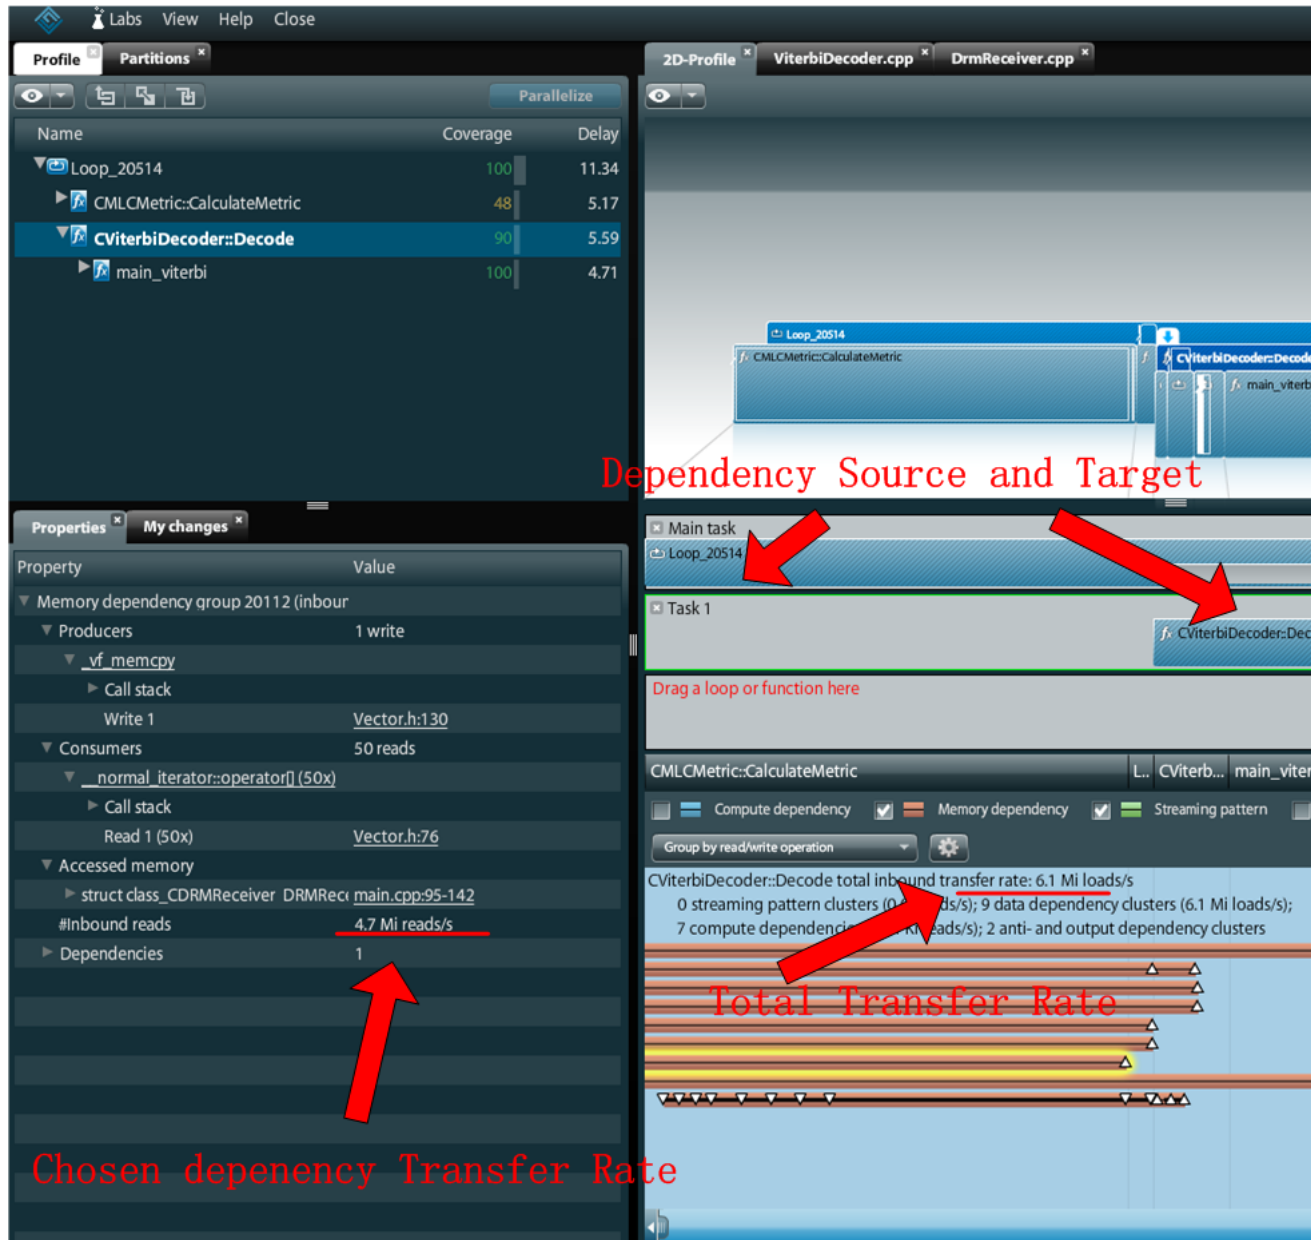 Labs View Help Close
Profile Partitions
Parallelize
Name Coverage Delay
Loop_20514 100 11.34
CMLCMetric::CalculateMetric 48 5.17
CViterbiDecoder::Decode 90 5.59
main_viterbi 100 4.71
2D-Profile ViterbiDecoder.cpp DrmReceiver.cpp
Loop_20514
CMLCMetric::CalculateMetric
CViterbiDecoder::Decode
main_viterb
Dependency Source and Target
Properties My changes
Property Value
Memory dependency group 20112 (inbour
Producers 1 write
_vf_memcpy
Call stack
Write 1 Vector.h:130
Consumers 50 reads
__normal_iterator::operator[] (50x)
Call stack
Read 1 (50x) Vector.h:76
Accessed memory
struct class_CDRMReceiver DRMRece main.cpp:95-142
#Inbound reads 4.7 Mi reads/s
Dependencies 1
Chosen depenency Transfer Rate
Main task
Loop_20514
Task 1
CViterbiDecoder::Dec
Drag a loop or function here
CMLCMetric::CalculateMetric L.. CViterb... main_viter
Compute dependency Memory dependency Streaming pattern
Group by read/write operation
CViterbiDecoder::Decode total inbound transfer rate: 6.1 Mi loads/s
0 streaming pattern clusters (0 ads/s); 9 data dependency clusters (6.1 Mi loads/s);
7 compute dependencie eads/s); 2 anti- and output dependency clusters
Total Transfer Rate